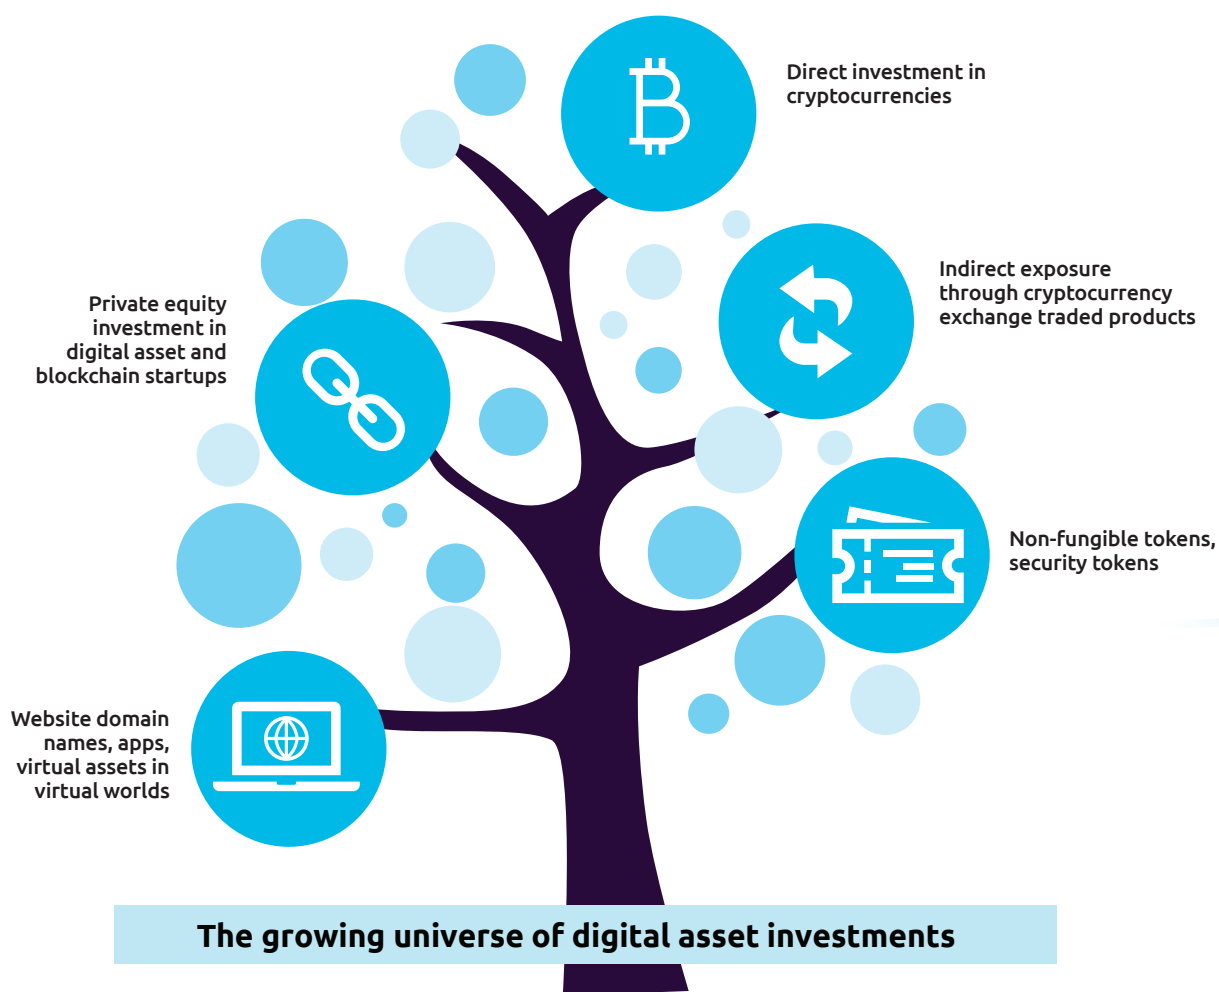 Direct investment in
cryptocurrencies
Indirect exposure
through cryptocurrency
exchange traded products
Private equity
investment in
digital asset and
blockchain startups
Non-fungible tokens,
security tokens
Website domain
names, apps,
virtual assets in
virtual worlds
The growing universe of digital asset investments